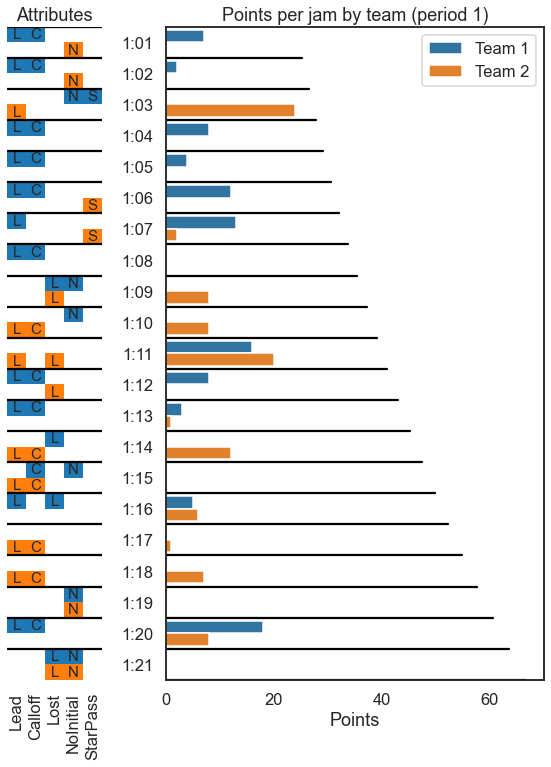 Attributes
Points per jam by team (period 1)
Team 1
Team 2
L C
1:01
N
L C
1:02
N
N S
1:03
L
L C
1:04
L C
1:05
L C
1:06
S
L
1:07
S
L C
1:08
L N
1:09
L
N
1:10
L C
1:11
L L
L C
1:12
L
L C
1:13
L
1:14
L C
C N
1:15
L C
L L
1:16
1:17
L C
1:18
L C
N
1:19
N
L C
1:20
L N
1:21
L N
Lead
Calloff
Lost
NoInitial
StarPass
0 20 40 60
Points